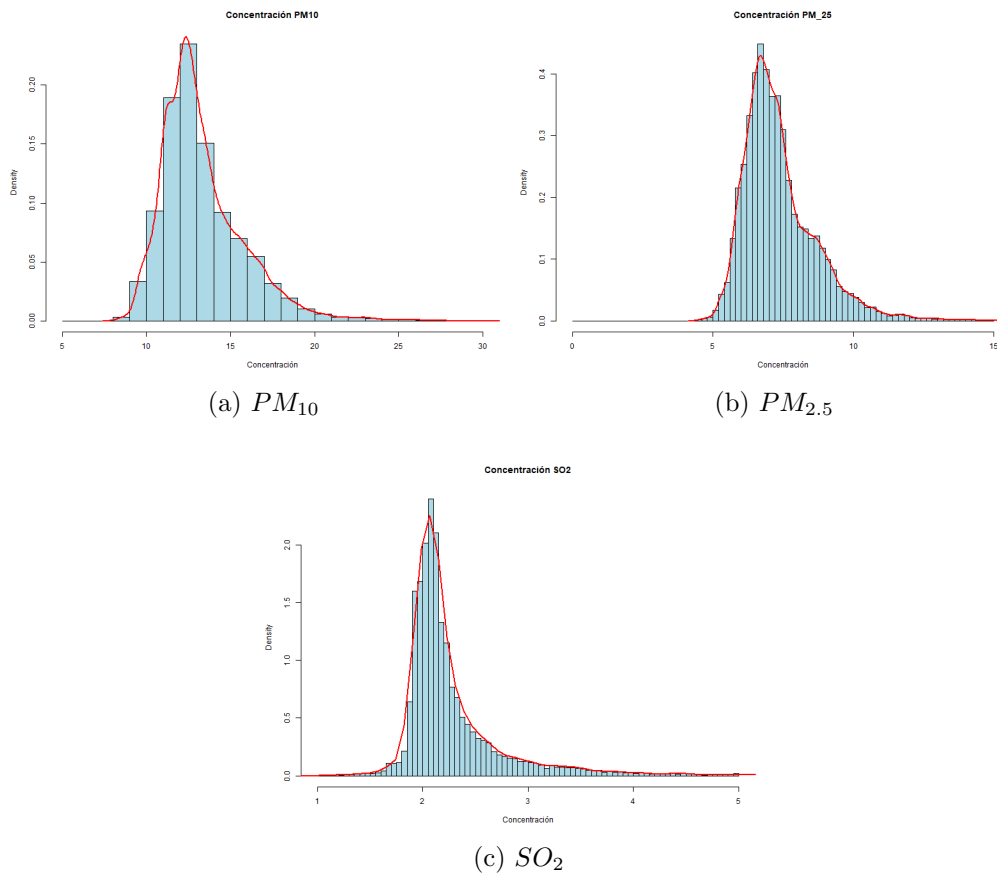 Concentración PM10
Density
0.00
0.05
0.10
0.15
0.20
5 10 15 20 25 30
Concentración
(a) PM10
Concentración PM_25
Density
0.0
0.1
0.2
0.3
0.4
0 5 10 15
Concentración
(b) PM2.5
Concentración SO2
Density
0.0
0.5
1.0
1.5
2.0
1 2 3 4 5
Concentración
(c) SO2